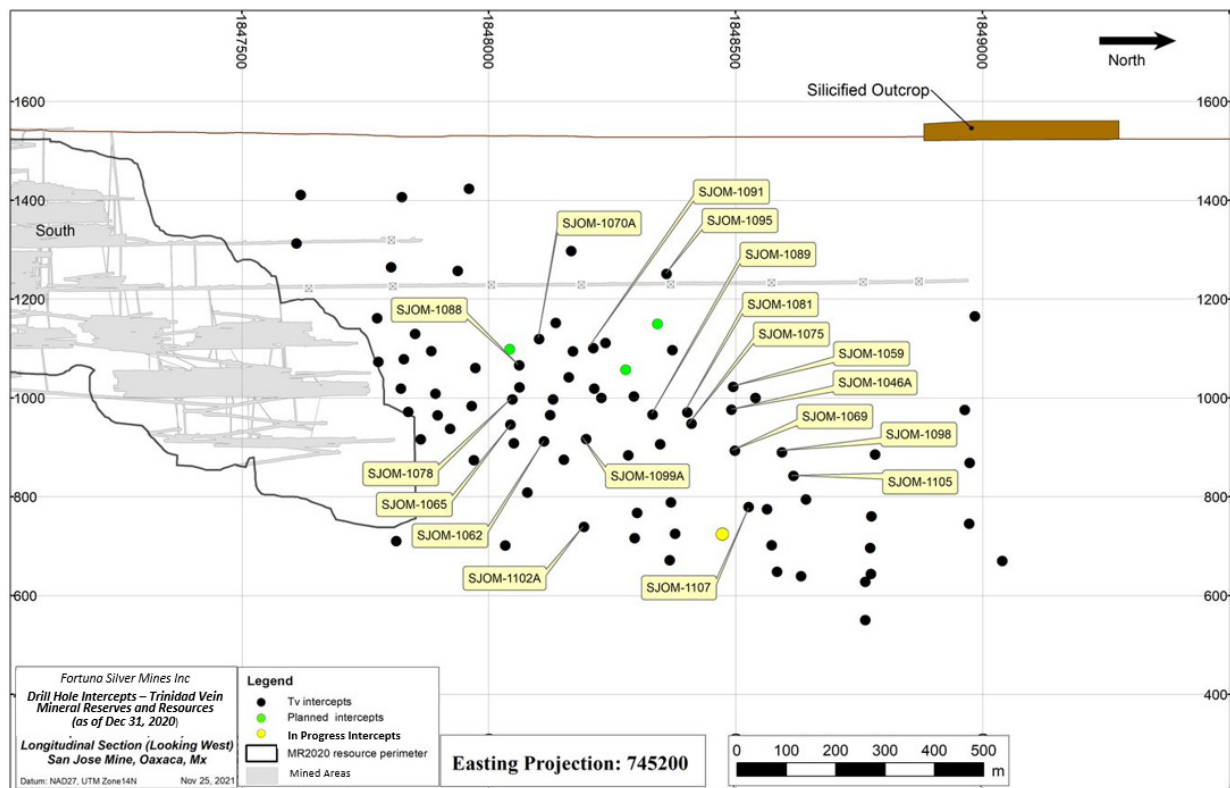 1847500
1848000
1848500
1849000
North
Silicified Outcrop
1600
1600
1400
1400
1200
1200
1000
1000
800
800
600
600
400
400
South
SJOM-1091
SJOM-1095
SJOM-1070A
SJOM-1089
SJOM-1088
SJOM-1081
SJOM-1075
SJOM-1059
SJOM-1046A
SJOM-1069
SJOM-1098
SJOM-1078
SJOM-1099A
SJOM-1105
SJOM-1065
SJOM-1062
SJOM-1102A
SJOM-1107
Fortuna Silver Mines Inc
Drill Hole Intercepts – Trinidad Vein
Mineral Reserves and Resources
(as of Dec 31, 2020)
Longitudinal Section (Looking West)
San Jose Mine, Oaxaca, Mx
Datum: NAD27, UTM Zone14N Nov 25, 2021
Legend
Tv intercepts
Planned intercepts
In Progress Intercepts
MR2020 resource perimeter
Mined Areas
Easting Projection: 745200
0 100 200 300 400 500
m